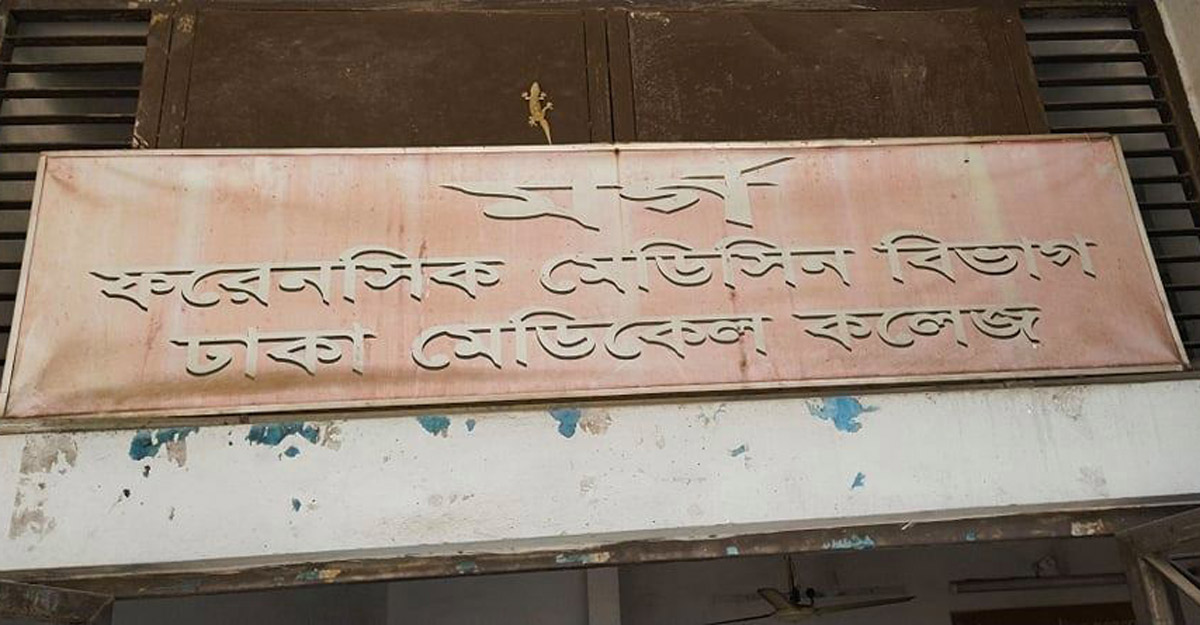 মর্গ
ফরেনসিক মেডিসিন বিভাগ
ঢাকা মেডিকেল কলেজ